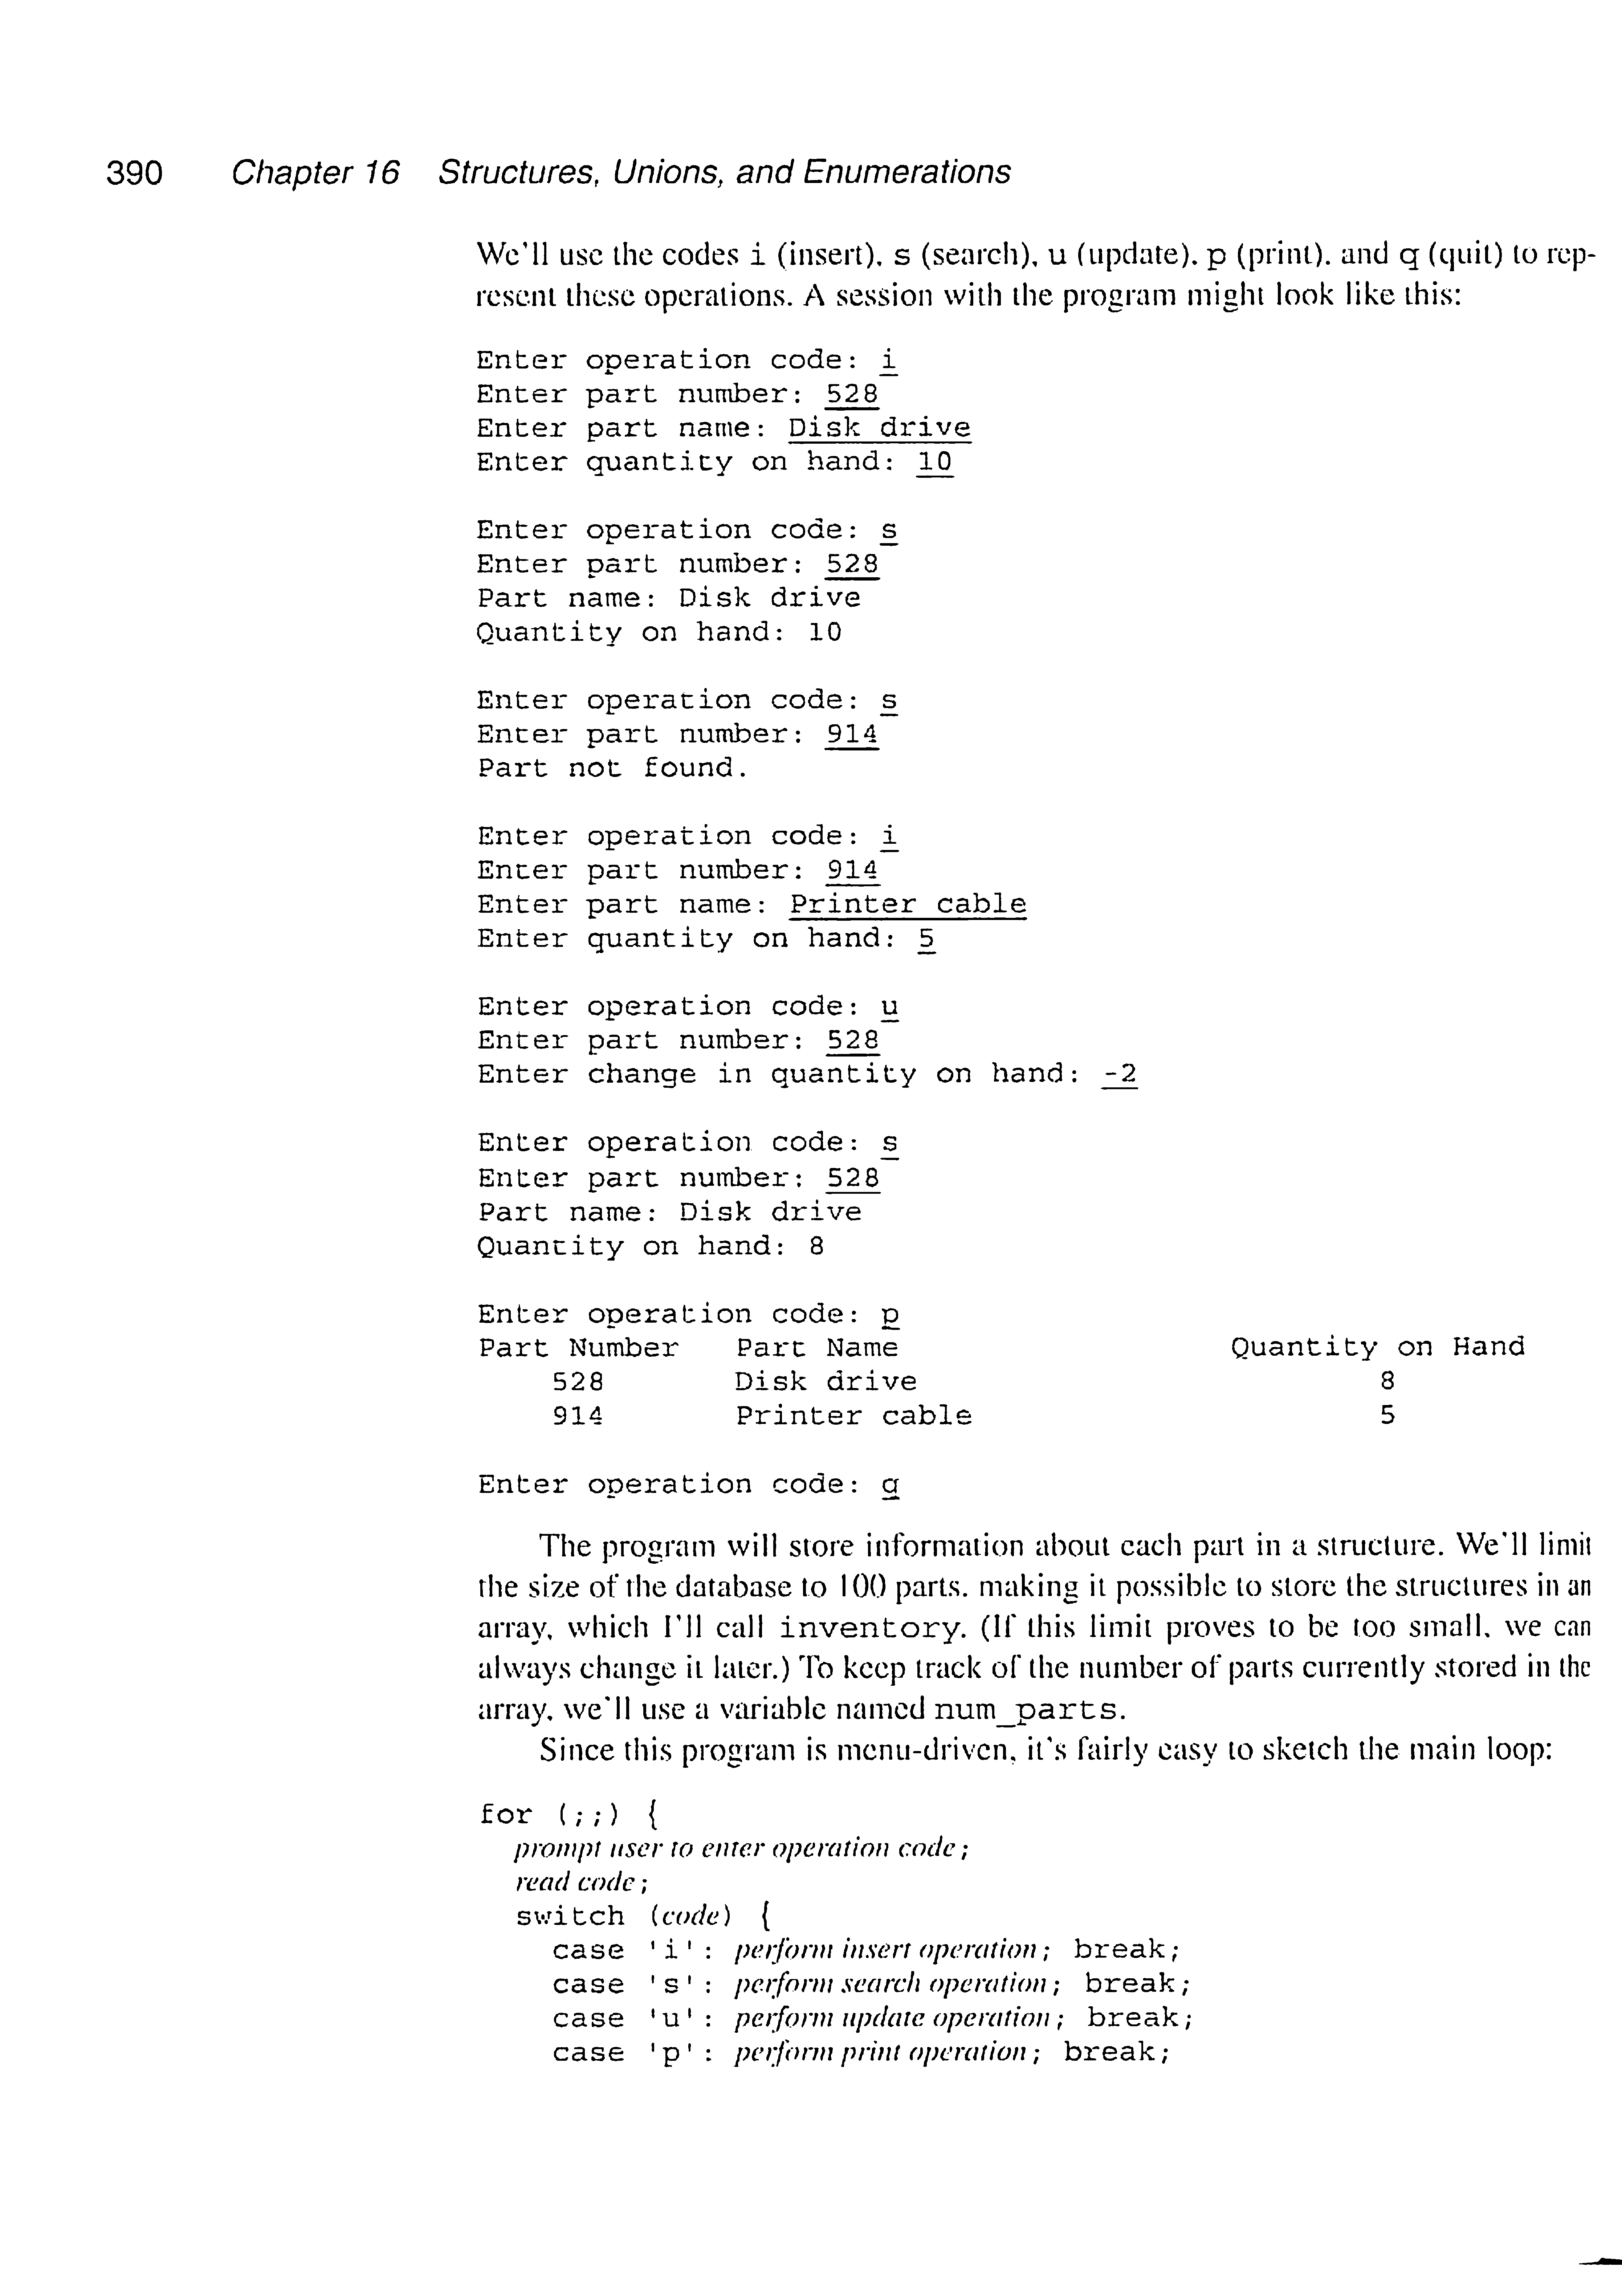 390 Chapter 16 Structures, Unions, and Enumerations
We'll use the codes i (insert), s (search), u (update), p (print), and q (quit) to rep-
resent these operations. A session with the program might look like this:
Enter operation code: i
Enter part number: 528
Enter part name: Disk drive
Enter quantity on hand: 10
Enter operation code: s
Enter part number: 528
Part name: Disk drive
Quantity on hand: 10
Enter operation code: s
Enter part number: 914
Part not found.
Enter operation code: i
Enter part number: 914
Enter part name: Printer cable
Enter quantity on hand: 5
Enter operation code: u
Enter part number: 528
Enter change in quantity on hand: -2
Enter operation code: s
Enter part number: 528
Part name: Disk drive
Quantity on hand: 8
Enter operation code: p
Part Number Part Name Quantity on Hand
528 Disk drive 8
914 Printer cable 5
Enter operation code: q
The program will store information about each part in a structure. We'll limit
the size of the database to 100 parts, making it possible to store the structures in an
array, which I'll call inventory. (If this limit proves to be too small, we can
always change it later.) To keep track of the number of parts currently stored in the
array, we'll use a variable named num_parts.
Since this program is menu-driven, it's fairly easy to sketch the main loop:
for (;;) {
prompt user to enter operation code;
read code;
switch (code) {
case 'i': perform insert operation; break;
case 's': perform search operation; break;
case 'u': perform update operation; break;
case 'p': perform print operation; break;